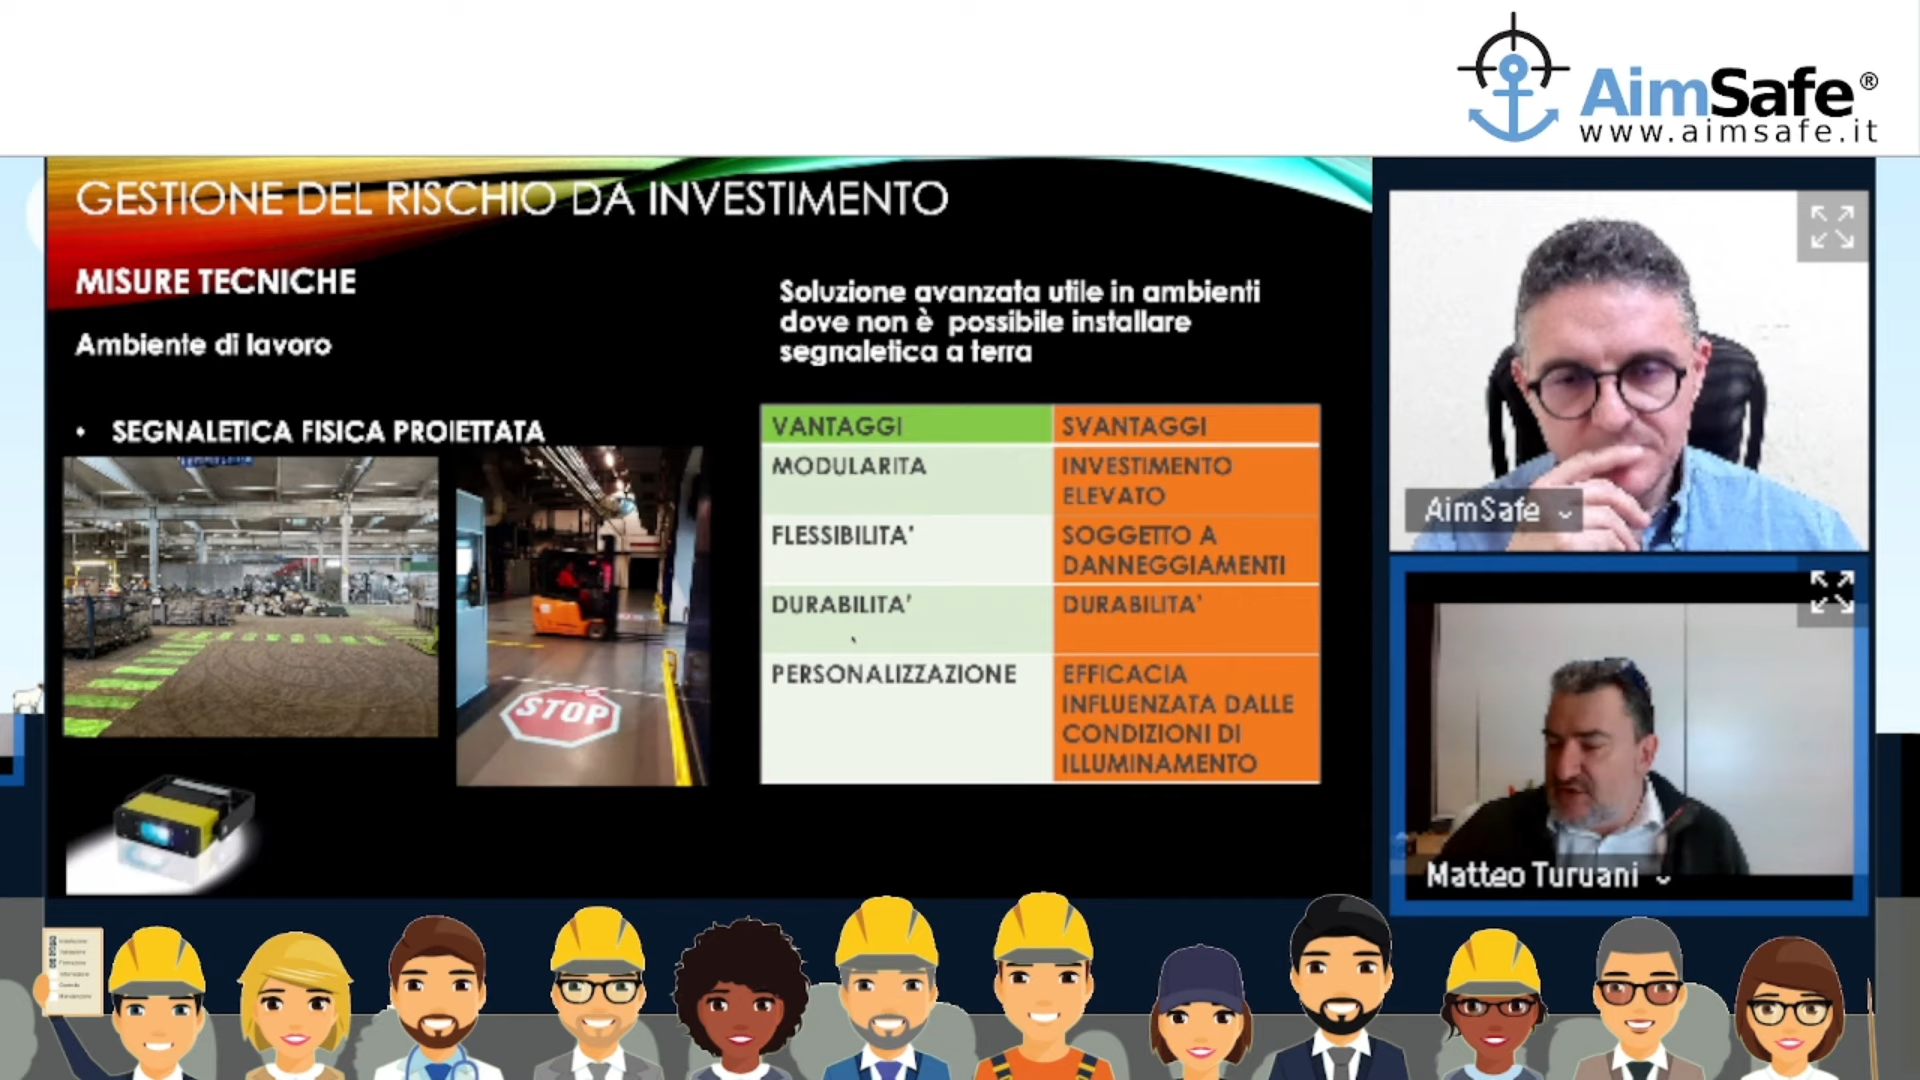 AimSafe®
www.aimsafe.it
GESTIONE DEL RISCHIO DA INVESTIMENTO
MISURE TECNICHE
Ambiente di lavoro
• SEGNALETICA FISICA PROIETTATA
STOP
Soluzione avanzata utile in ambienti
dove non è possibile installare
segnaletica a terra
VANTAGGI
SVANTAGGI
MODULARITA
INVESTIMENTO
ELEVATO
FLESSIBILITA'
SOGGETTO A
DANNEGGIAMENTI
DURABILITA'
DURABILITA'
PERSONALIZZAZIONE
EFFICACIA
INFLUENZATA DALLE
CONDIZIONI DI
ILLUMINAMENTO
AimSafe
Matteo Turuani